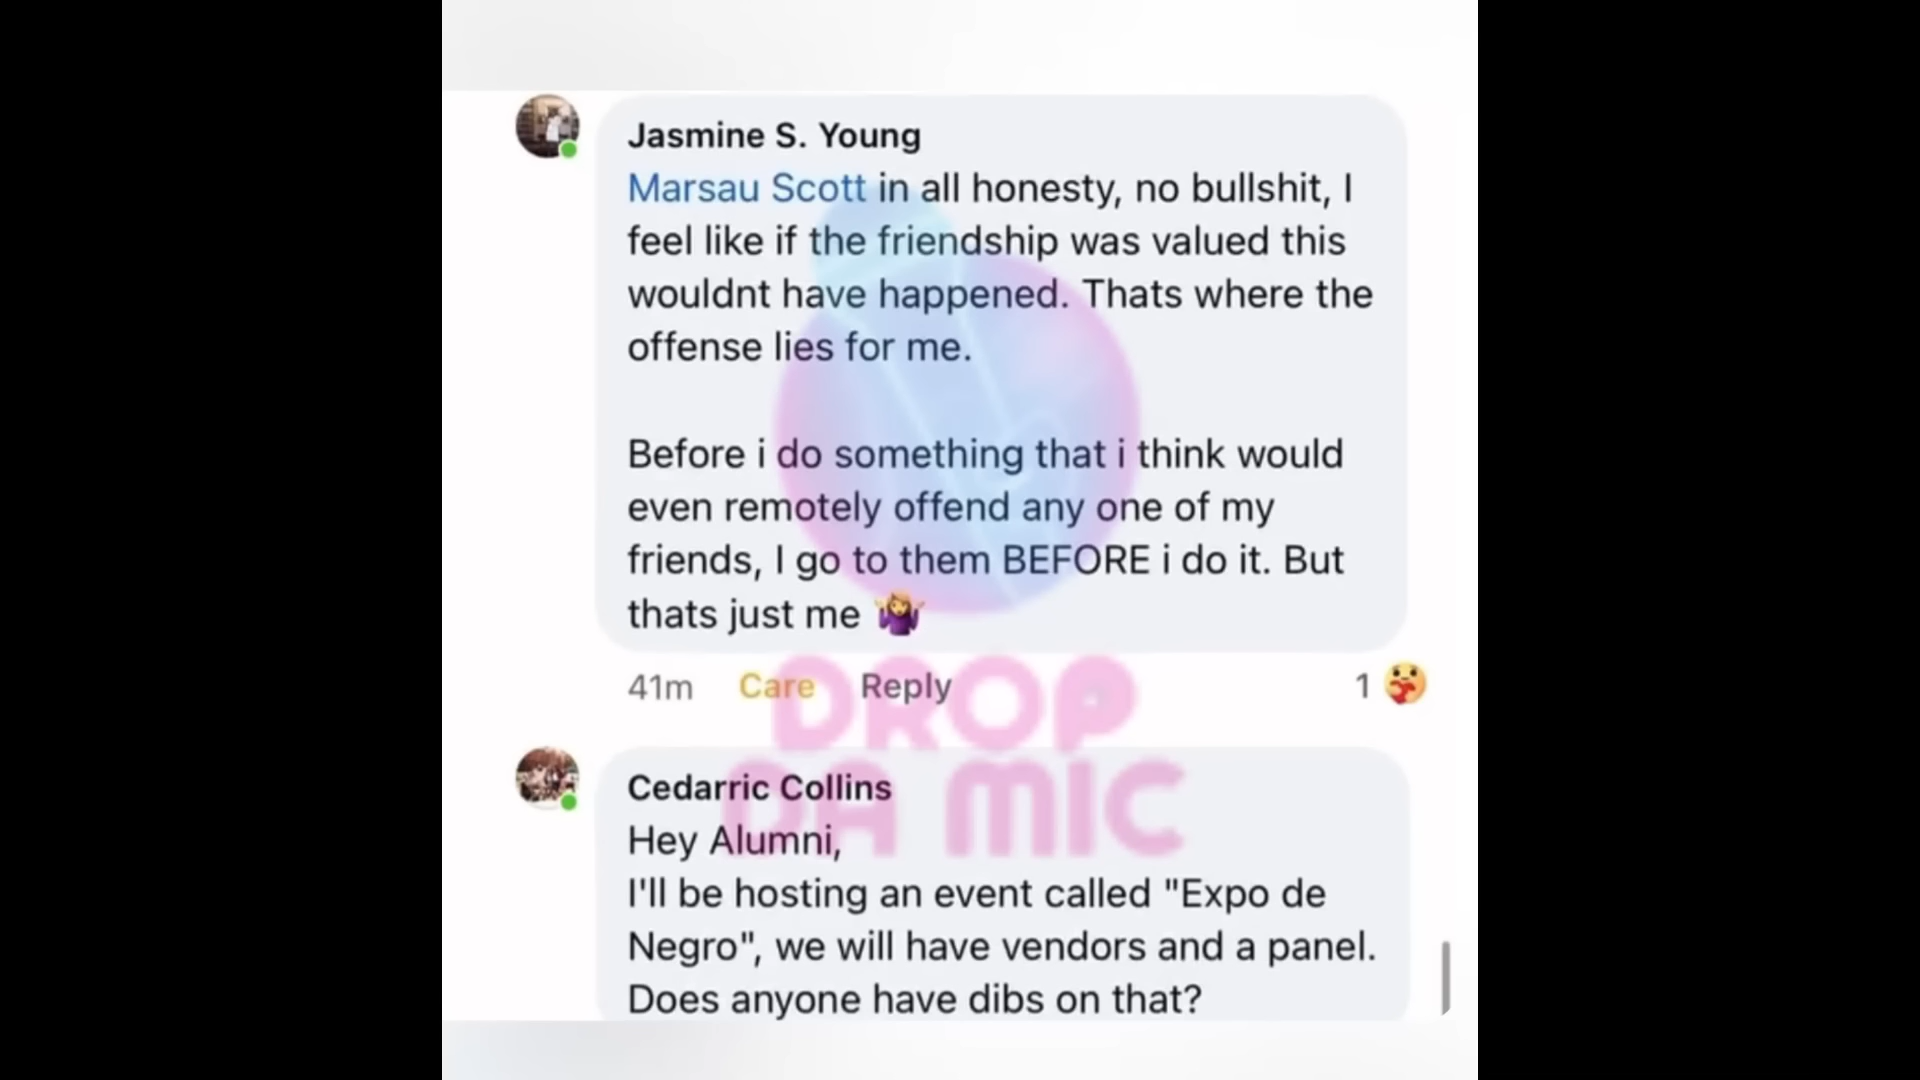 Jasmine S. Young
Marsau Scott in all honesty, no bullshit, I
feel like if the friendship was valued this
wouldnt have happened. Thats where the
offense lies for me.
Before i do something that i think would
even remotely offend any one of my
friends, I go to them BEFORE i do it. But
thats just me
41m Care Reply 1
DROP
DA MIC
Cedarric Collins
Hey Alumni,
I'll be hosting an event called "Expo de
Negro", we will have vendors and a panel.
Does anyone have dibs on that?